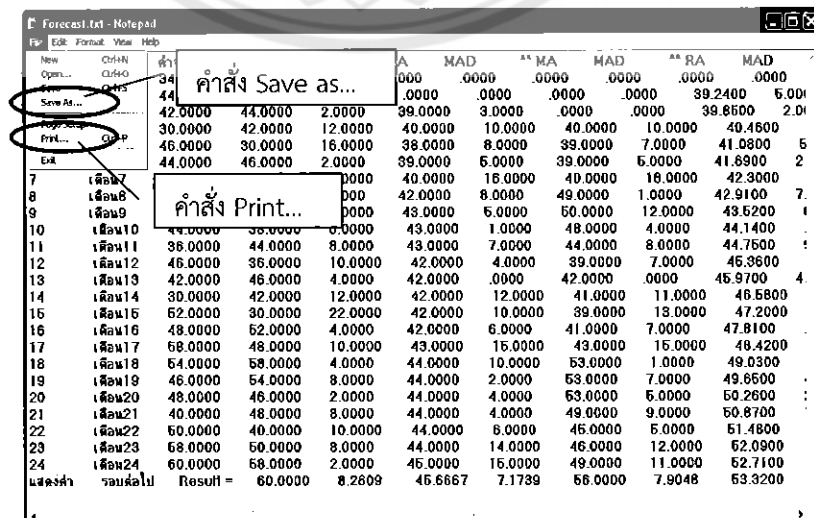 Forecast.txt - Notepad
File Edit Format View Help
New Ctrl+N MAD ** MA MAD ** RA MAD
Open... Ctrl+O คำสั่ง Save as... .0000 .0000 .0000 .0000
Save Ctrl+S .0000 .0000 .0000 .0000 39.2400
Save As... 42.0000 44.0000 2.0000 39.0000 3.0000 .0000 .0000 39.8500
Page Setup... 30.0000 42.0000 12.0000 40.0000 10.0000 40.0000 10.0000 40.4600
Print... Ctrl+P 46.0000 30.0000 16.0000 38.0000 8.0000 39.0000 7.0000 41.0800
Exit 44.0000 46.0000 2.0000 39.0000 5.0000 39.0000 5.0000 41.6900
7 เดือน7 40.0000 16.0000 40.0000 16.0000 42.3000
8 เดือน8 คำสั่ง Print... 42.0000 8.0000 49.0000 1.0000 42.9100
9 เดือน9 43.0000 5.0000 50.0000 12.0000 43.5200
10 เดือน10 44.0000 38.0000 6.0000 43.0000 1.0000 48.0000 4.0000 44.1400
11 เดือน11 36.0000 44.0000 8.0000 43.0000 7.0000 44.0000 8.0000 44.7500
12 เดือน12 46.0000 36.0000 10.0000 42.0000 4.0000 39.0000 7.0000 45.3600
13 เดือน13 42.0000 46.0000 4.0000 42.0000 .0000 42.0000 .0000 45.9700
14 เดือน14 30.0000 42.0000 12.0000 42.0000 12.0000 41.0000 11.0000 46.5800
15 เดือน15 52.0000 30.0000 22.0000 42.0000 10.0000 39.0000 13.0000 47.2000
16 เดือน16 48.0000 52.0000 4.0000 42.0000 6.0000 41.0000 7.0000 47.8100
17 เดือน17 58.0000 48.0000 10.0000 43.0000 15.0000 43.0000 15.0000 48.4200
18 เดือน18 54.0000 58.0000 4.0000 44.0000 10.0000 53.0000 1.0000 49.0300
19 เดือน19 46.0000 54.0000 8.0000 44.0000 2.0000 53.0000 7.0000 49.6500
20 เดือน20 48.0000 46.0000 2.0000 44.0000 4.0000 53.0000 5.0000 50.2600
21 เดือน21 40.0000 48.0000 8.0000 44.0000 4.0000 49.0000 9.0000 50.8700
22 เดือน22 50.0000 40.0000 10.0000 44.0000 6.0000 45.0000 5.0000 51.4800
23 เดือน23 58.0000 50.0000 8.0000 44.0000 14.0000 46.0000 12.0000 52.0900
24 เดือน24 60.0000 58.0000 2.0000 45.0000 15.0000 49.0000 11.0000 52.7100
แสดงค่า รอบต่อไป Result = 60.0000 8.2609 45.6667 7.1739 56.0000 7.9048 53.3200